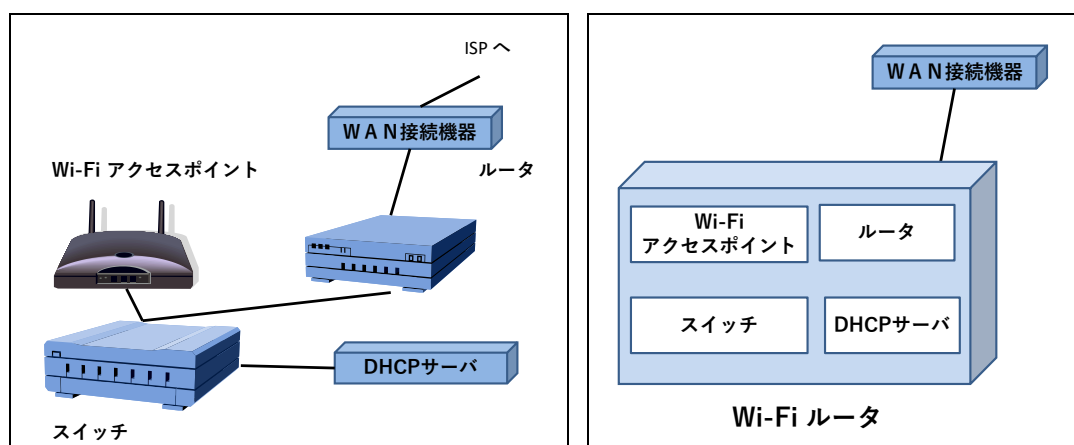 ISP へ
ＷＡＮ接続機器
Wi-Fi アクセスポイント
ルータ
DHCPサーバ
スイッチ
ＷＡＮ接続機器
Wi-Fi
アクセスポイント
ルータ
スイッチ
DHCPサーバ
Wi-Fi ルータ